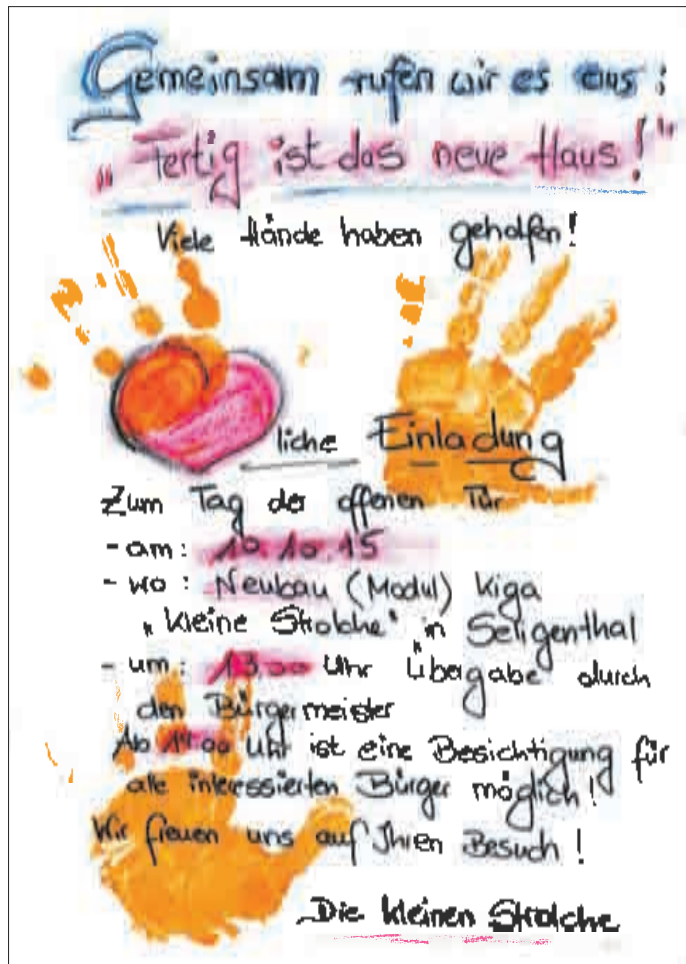 Gemeinsam rufen wir es aus:
"Fertig ist das neue Haus!"
Viele Hände haben geholfen!
liche Einladung
Zum Tag der offenen Tür
- am: 10.10.15
- wo: Neubau (Modul) Kiga
"Kleine Strolche" in Seligenthal
- um: 13.00 Uhr Übergabe durch
den Bürgermeister
Ab 14.00 Uhr ist eine Besichtigung für
alle interessierten Bürger möglich!
Wir freuen uns auf Ihren Besuch!
Die kleinen Strolche